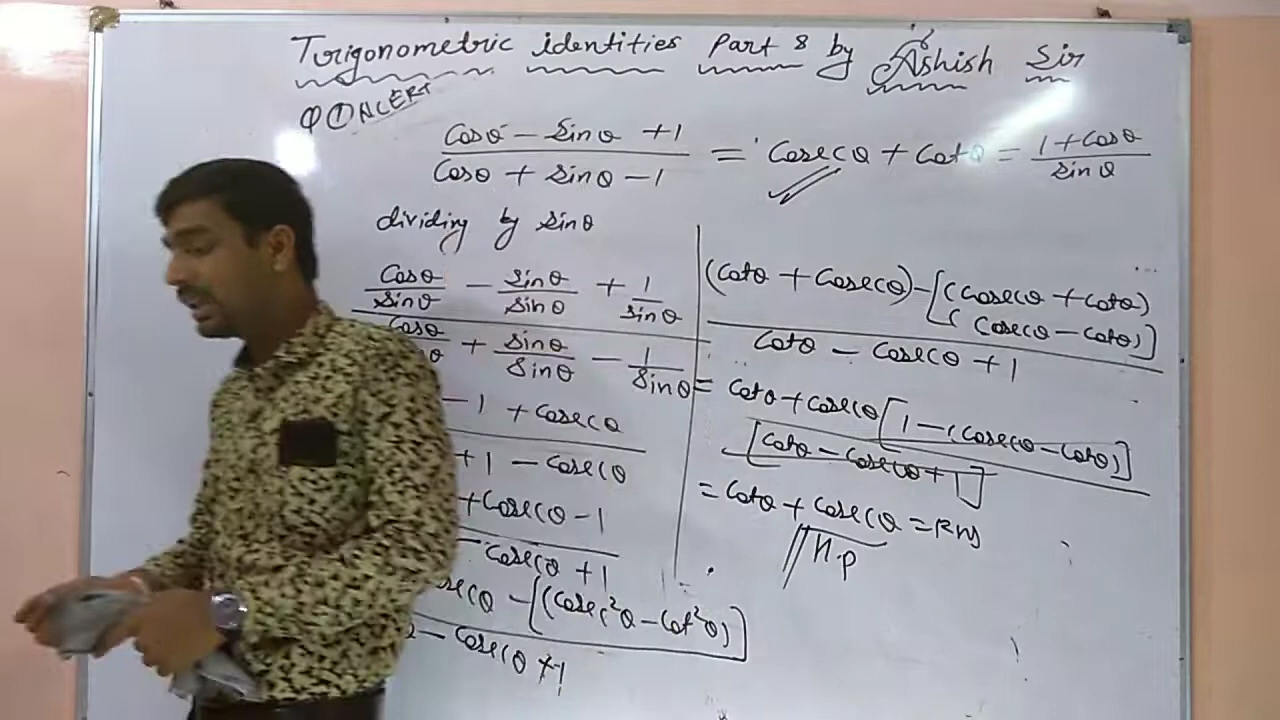 Trigonometric identities Part 8 by Ashish Sir
Q ① NCERT
Cosθ - Sinθ + 1 / Cosθ + Sinθ - 1 = Cosecθ + Cotθ = 1 + Cosθ / Sinθ
dividing by Sinθ
Cosθ / Sinθ - Sinθ / Sinθ + 1 / Sinθ
Cosθ + Sinθ / Sinθ - 1 / Sinθ
- 1 + Cosecθ
+ 1 - Cosecθ
+ Cosecθ - 1
- Cosecθ + 1
secθ - [(Cosec²θ - Cot²θ)]
θ - Cosecθ + 1
(Cotθ + Cosecθ) - [(Cosecθ + Cotθ)
(Cosecθ - Cotθ)]
Cotθ - Cosecθ + 1
= Cotθ + Cosecθ [1 - (Cosecθ - Cotθ)]
[Cotθ - Cosecθ + 1]
= Cotθ + Cosecθ = RHS
H.p